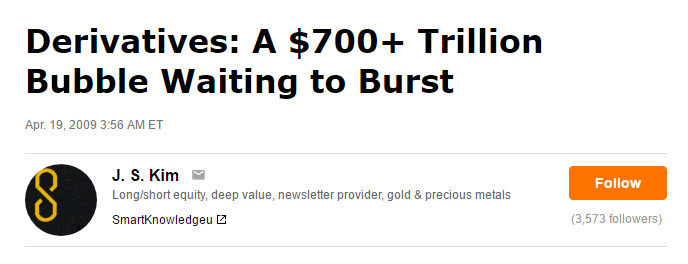 Derivatives: A $700+ Trillion
Bubble Waiting to Burst
Apr. 19, 2009 3:56 AM ET
J. S. Kim
Long/short equity, deep value, newsletter provider, gold & precious metals
SmartKnowledgeu
Follow
(3,573 followers)